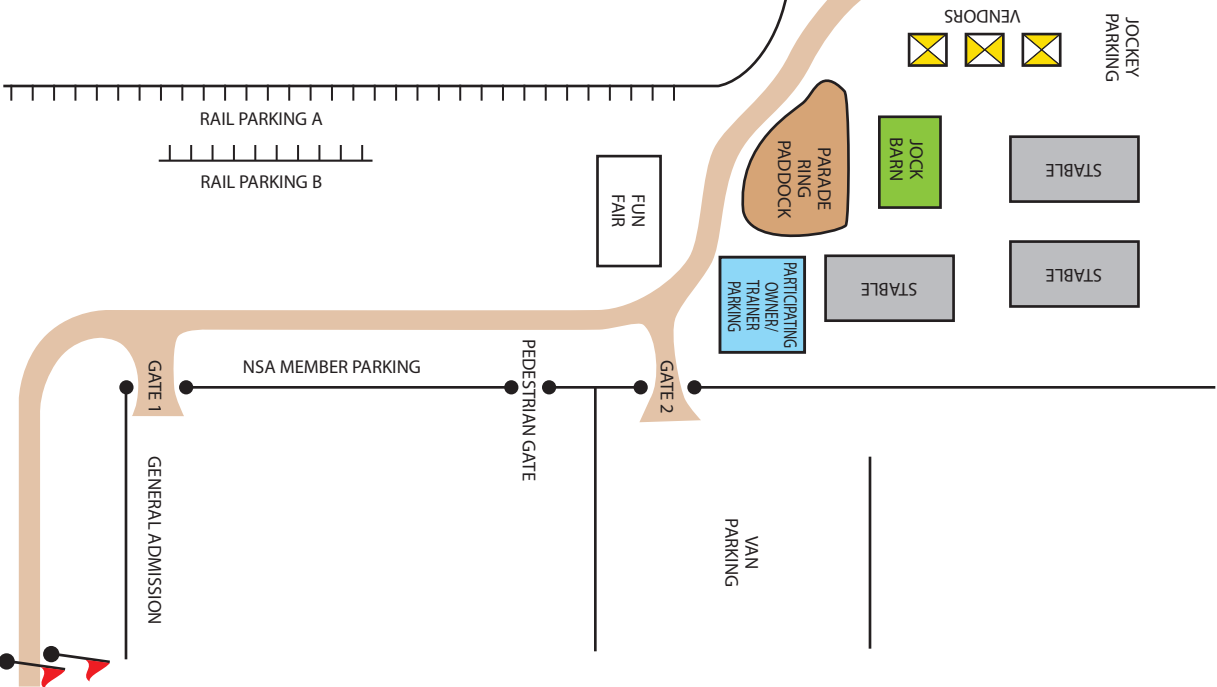 VENDORS
JOCKEY
PARKING
RAIL PARKING A
RAIL PARKING B
FUN
FAIR
PARADE
RING
PADDOCK
JOCK
BARN
STABLE
STABLE
STABLE
PARTICIPATING
OWNER/
TRAINER
PARKING
GATE 1
NSA MEMBER PARKING
PEDESTRIAN GATE
GATE 2
GENERAL ADMISSION
VAN
PARKING